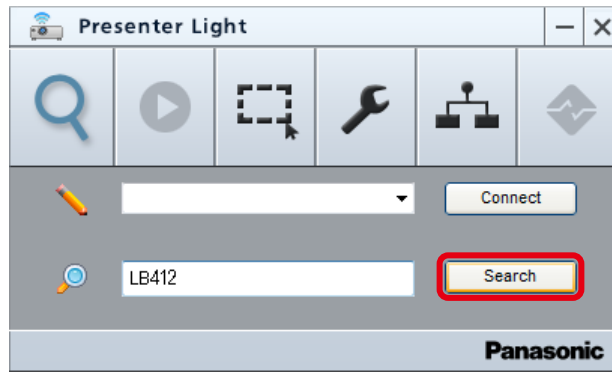 Presenter Light
Connect
LB412
Search
Panasonic